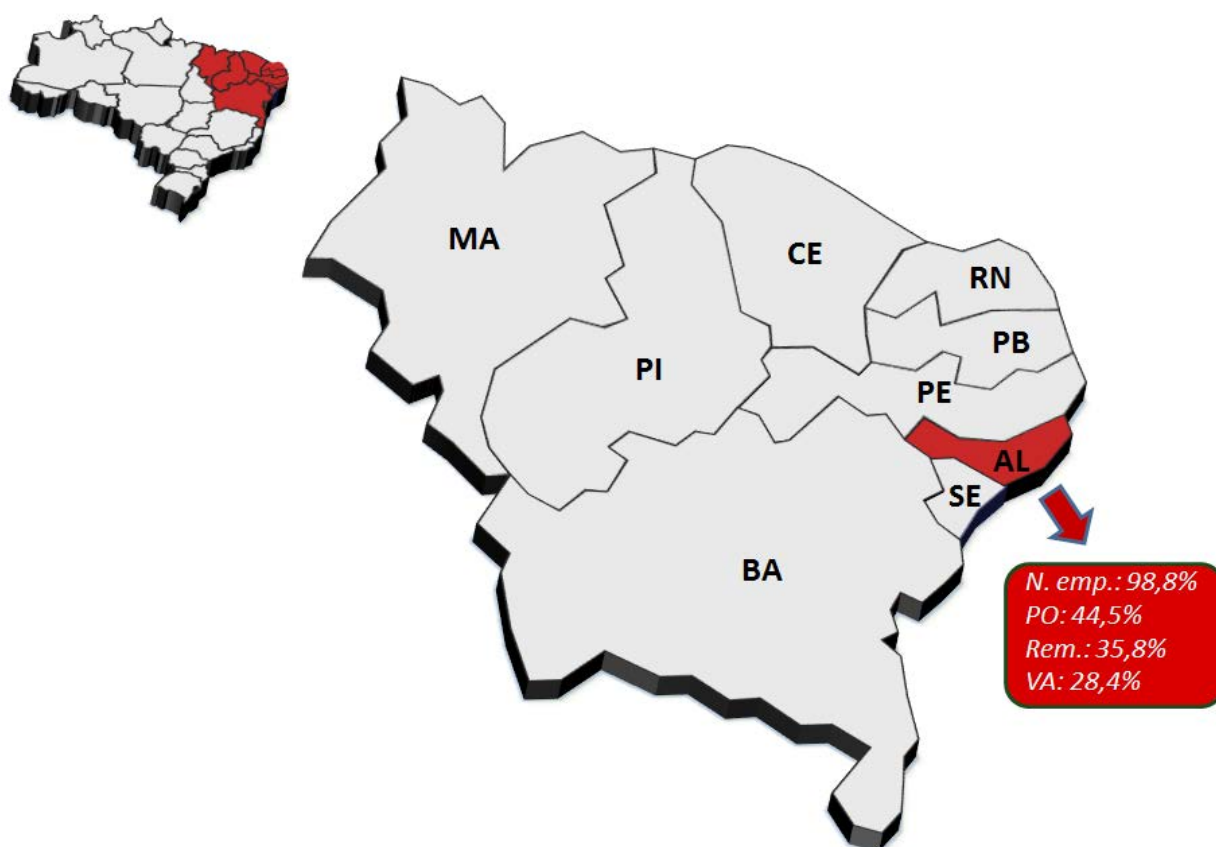 MA
CE
RN
PB
PI
PE
AL
SE
BA
N. emp.: 98,8%
PO: 44,5%
Rem.: 35,8%
VA: 28,4%